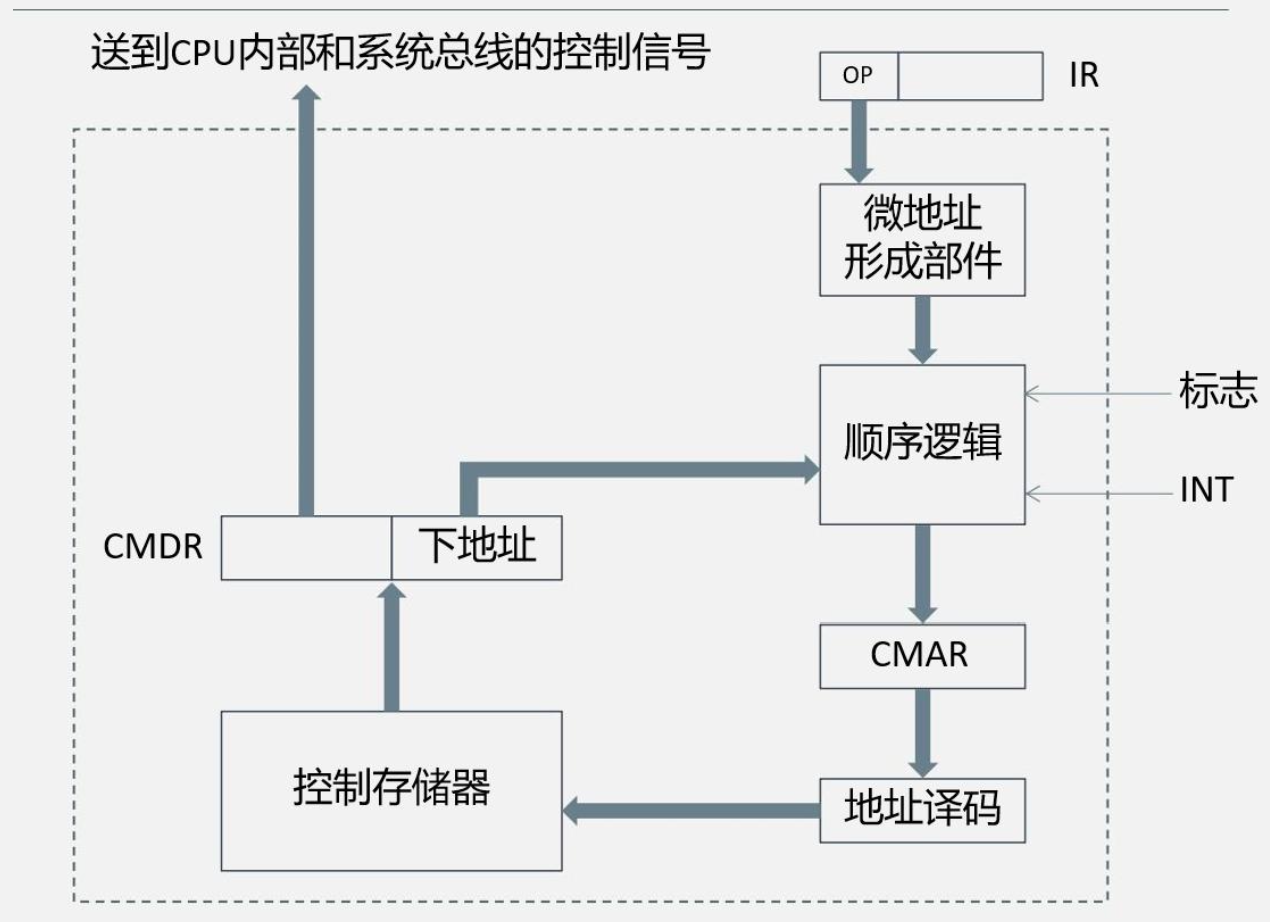 送到CPU内部和系统总线的控制信号
OP
IR
微地址
形成部件
顺序逻辑
标志
INT
CMDR
下地址
CMAR
控制存储器
地址译码